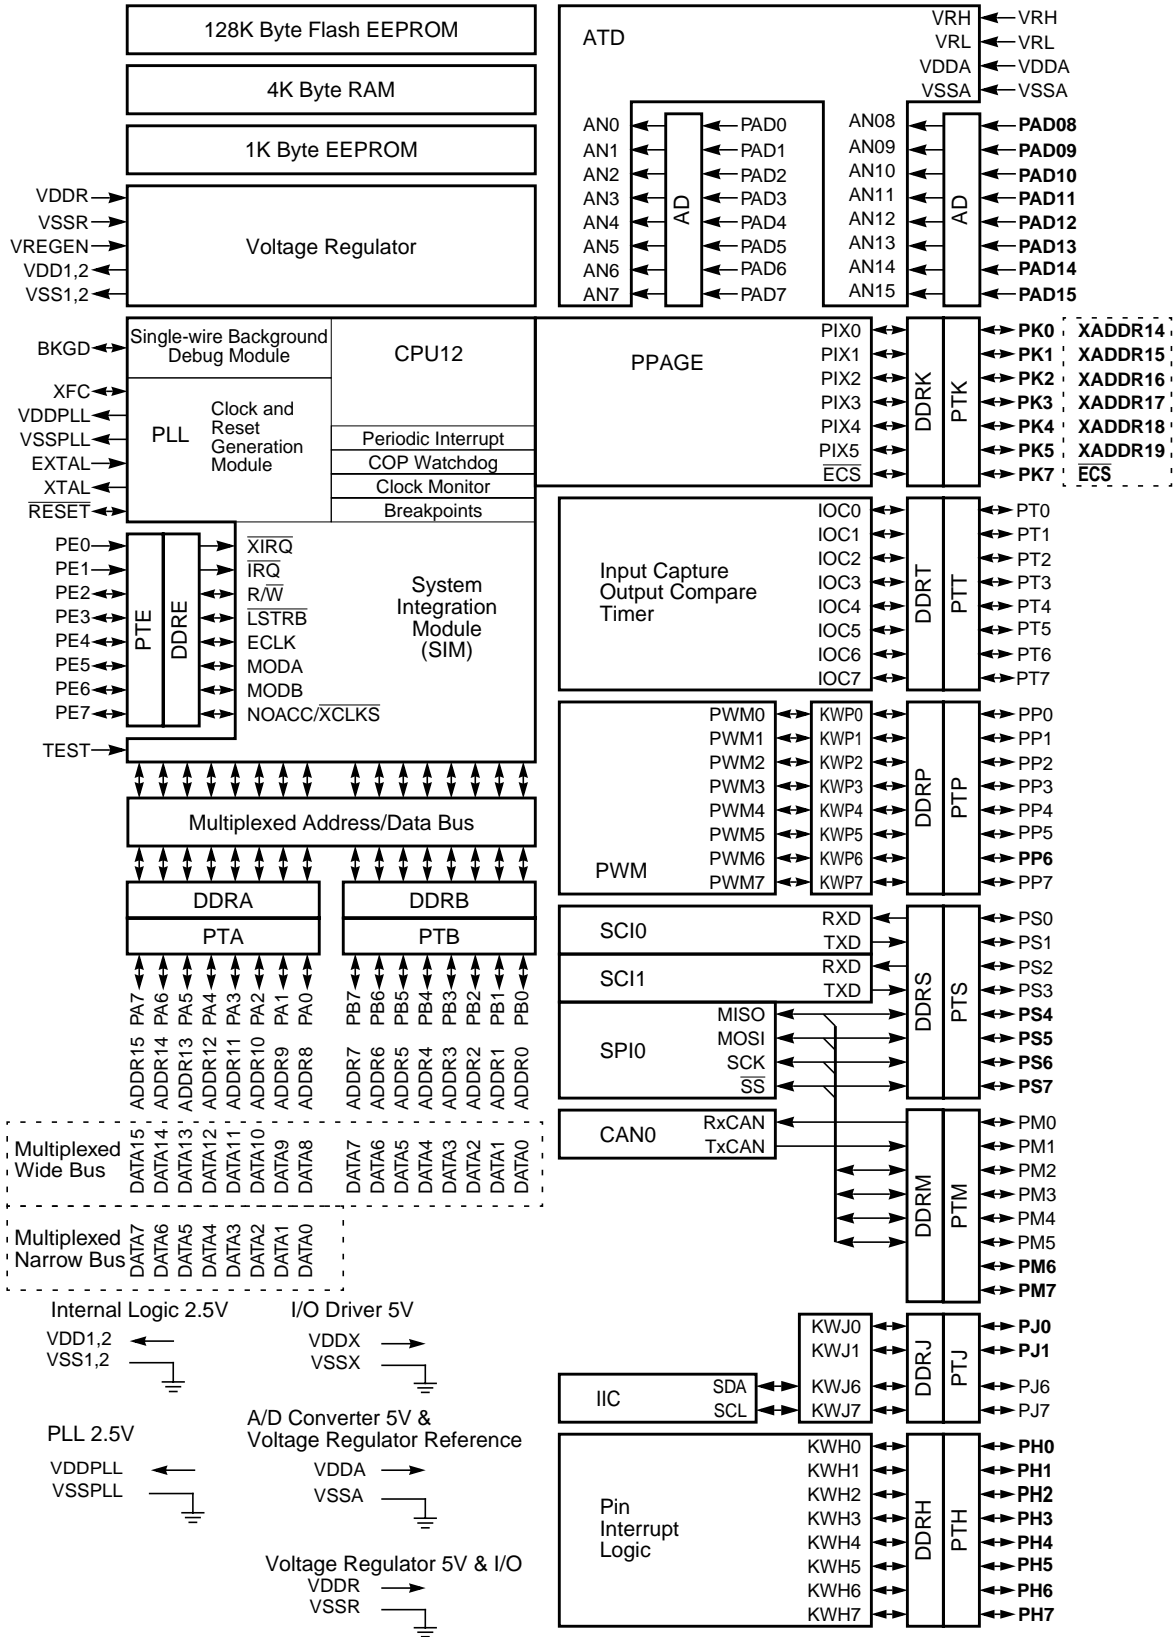 128K Byte Flash EEPROM
4K Byte RAM
1K Byte EEPROM
VDDR
VSSR
VREGEN
VDD1,2
VSS1,2
Voltage Regulator
ATD
VRH VRH
VRL VRL
VDDA VDDA
VSSA VSSA
AN0 PAD0
AN1 PAD1
AN2 PAD2
AN3 PAD3
AN4 PAD4
AN5 PAD5
AN6 PAD6
AN7 PAD7
AD
AN08 PAD08
AN09 PAD09
AN10 PAD10
AN11 PAD11
AN12 PAD12
AN13 PAD13
AN14 PAD14
AN15 PAD15
AD
BKGD
XFC
VDDPLL
VSSPLL
EXTAL
XTAL
RESET
Single-wire Background
Debug Module
CPU12
PLL
Clock and
Reset
Generation
Module
Periodic Interrupt
COP Watchdog
Clock Monitor
Breakpoints
PPAGE
PIX0 PK0 XADDR14
PIX1 PK1 XADDR15
PIX2 PK2 XADDR16
PIX3 PK3 XADDR17
PIX4 PK4 XADDR18
PIX5 PK5 XADDR19
ECS PK7 ECS
DDRK
PTK
PE0 XIRQ
PE1 IRQ
PE2 R/W
PE3 LSTRB
PE4 ECLK
PE5 MODA
PE6 MODB
PE7 NOACC/XCLKS
PTE
DDRE
TEST
System
Integration
Module
(SIM)
Input Capture
Output Compare
Timer
IOC0 PT0
IOC1 PT1
IOC2 PT2
IOC3 PT3
IOC4 PT4
IOC5 PT5
IOC6 PT6
IOC7 PT7
DDRT
PTT
PWM
PWM0 KWP0 PP0
PWM1 KWP1 PP1
PWM2 KWP2 PP2
PWM3 KWP3 PP3
PWM4 KWP4 PP4
PWM5 KWP5 PP5
PWM6 KWP6 PP6
PWM7 KWP7 PP7
DDRP
PTP
Multiplexed Address/Data Bus
DDRA
PTA
DDRB
PTB
PA7 PA6 PA5 PA4 PA3 PA2 PA1 PA0
PB7 PB6 PB5 PB4 PB3 PB2 PB1 PB0
ADDR15 ADDR14 ADDR13 ADDR12 ADDR11 ADDR10 ADDR9 ADDR8
ADDR7 ADDR6 ADDR5 ADDR4 ADDR3 ADDR2 ADDR1 ADDR0
Multiplexed
Wide Bus
DATA15 DATA14 DATA13 DATA12 DATA11 DATA10 DATA9 DATA8
DATA7 DATA6 DATA5 DATA4 DATA3 DATA2 DATA1 DATA0
Multiplexed
Narrow Bus
DATA7 DATA6 DATA5 DATA4 DATA3 DATA2 DATA1 DATA0
SCI0
RXD PS0
TXD PS1
SCI1
RXD PS2
TXD PS3
SPI0
MISO PS4
MOSI PS5
SCK PS6
SS PS7
DDRS
PTS
CAN0
RxCAN PM0
TxCAN PM1
PM2
PM3
PM4
PM5
PM6
PM7
DDRM
PTM
KWJ0 PJ0
KWJ1 PJ1
IIC
SDA KWJ6 PJ6
SCL KWJ7 PJ7
DDRJ
PTJ
Pin
Interrupt
Logic
KWH0 PH0
KWH1 PH1
KWH2 PH2
KWH3 PH3
KWH4 PH4
KWH5 PH5
KWH6 PH6
KWH7 PH7
DDRH
PTH
Internal Logic 2.5V
VDD1,2
VSS1,2
I/O Driver 5V
VDDX
VSSX
PLL 2.5V
VDDPLL
VSSPLL
A/D Converter 5V &
Voltage Regulator Reference
VDDA
VSSA
Voltage Regulator 5V & I/O
VDDR
VSSR